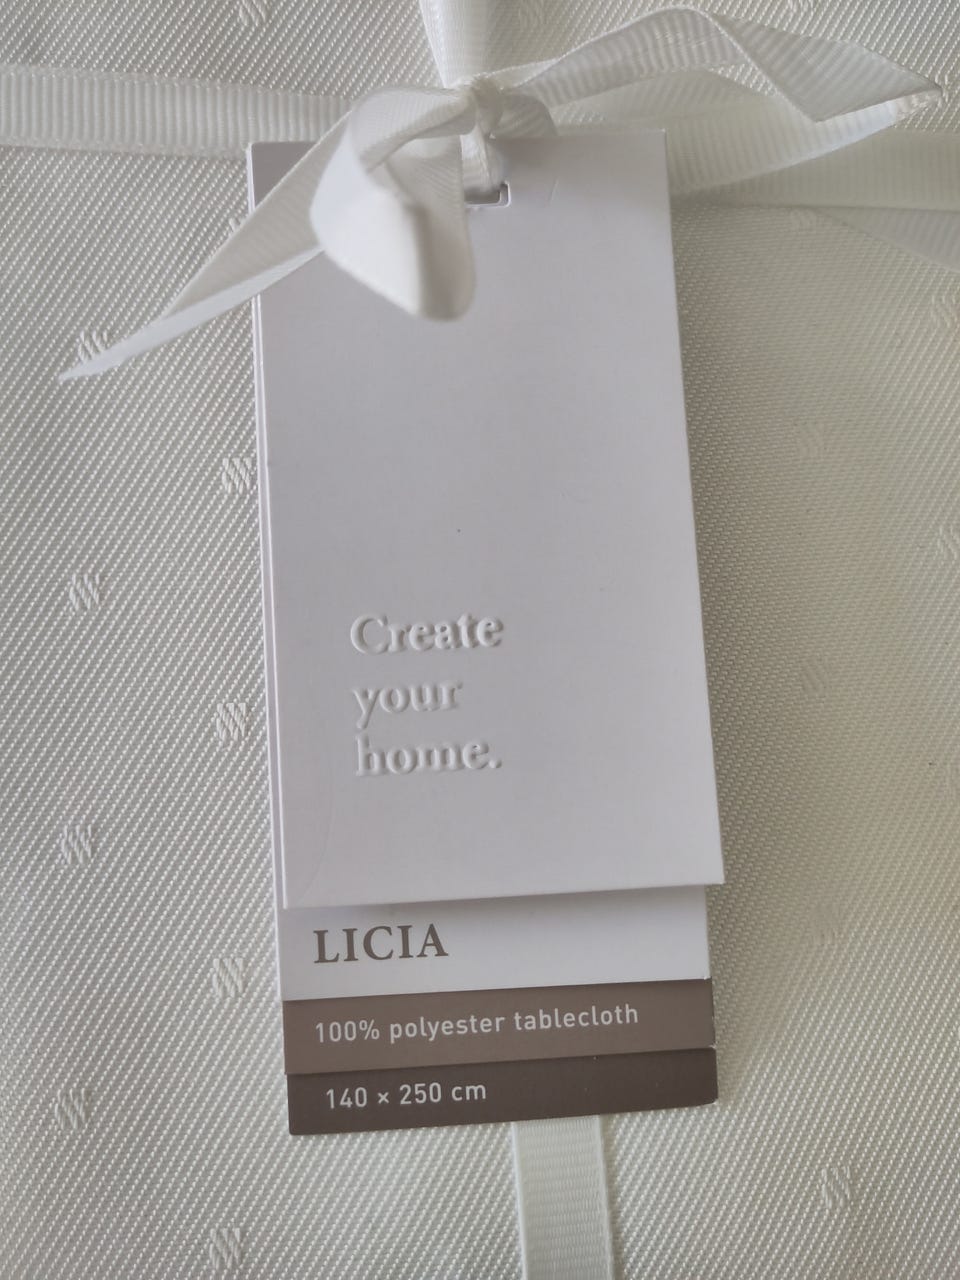 Create
your
home.
LICIA
100% polyester tablecloth
140 × 250 cm